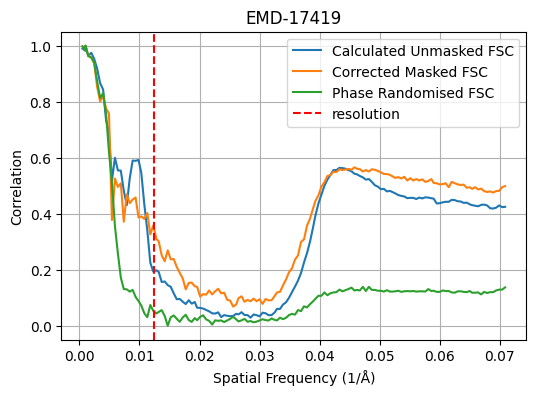 EMD-17419
Calculated Unmasked FSC
Corrected Masked FSC
Phase Randomised FSC
resolution
Correlation
1.0
0.8
0.6
0.4
0.2
0.0
0.00 0.01 0.02 0.03 0.04 0.05 0.06 0.07
Spatial Frequency (1/Å)